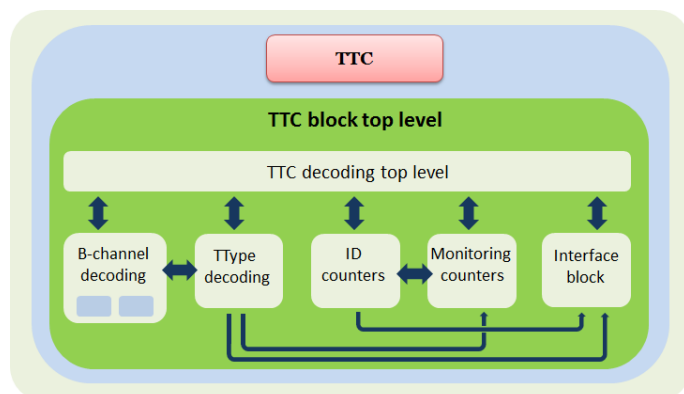 TTC
TTC block top level
TTC decoding top level
B-channel
decoding
TType
decoding
ID
counters
Monitoring
counters
Interface
block